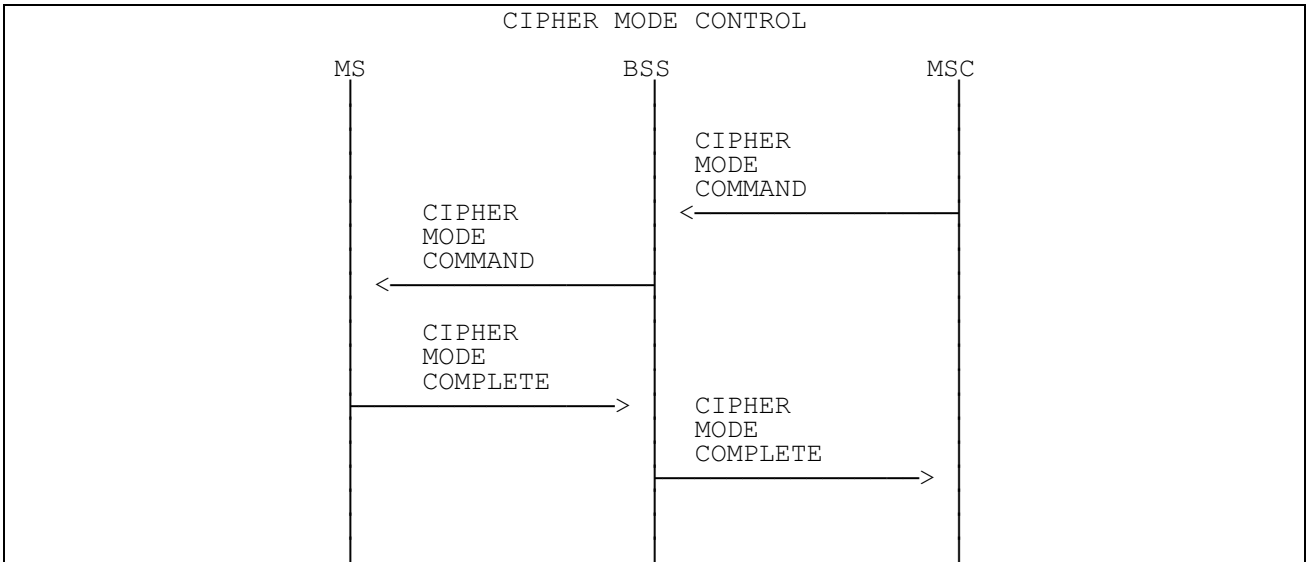 CIPHER MODE CONTROL
MS BSS MSC
CIPHER
MODE
COMMAND
CIPHER
MODE
COMMAND
CIPHER
MODE
COMPLETE
CIPHER
MODE
COMPLETE